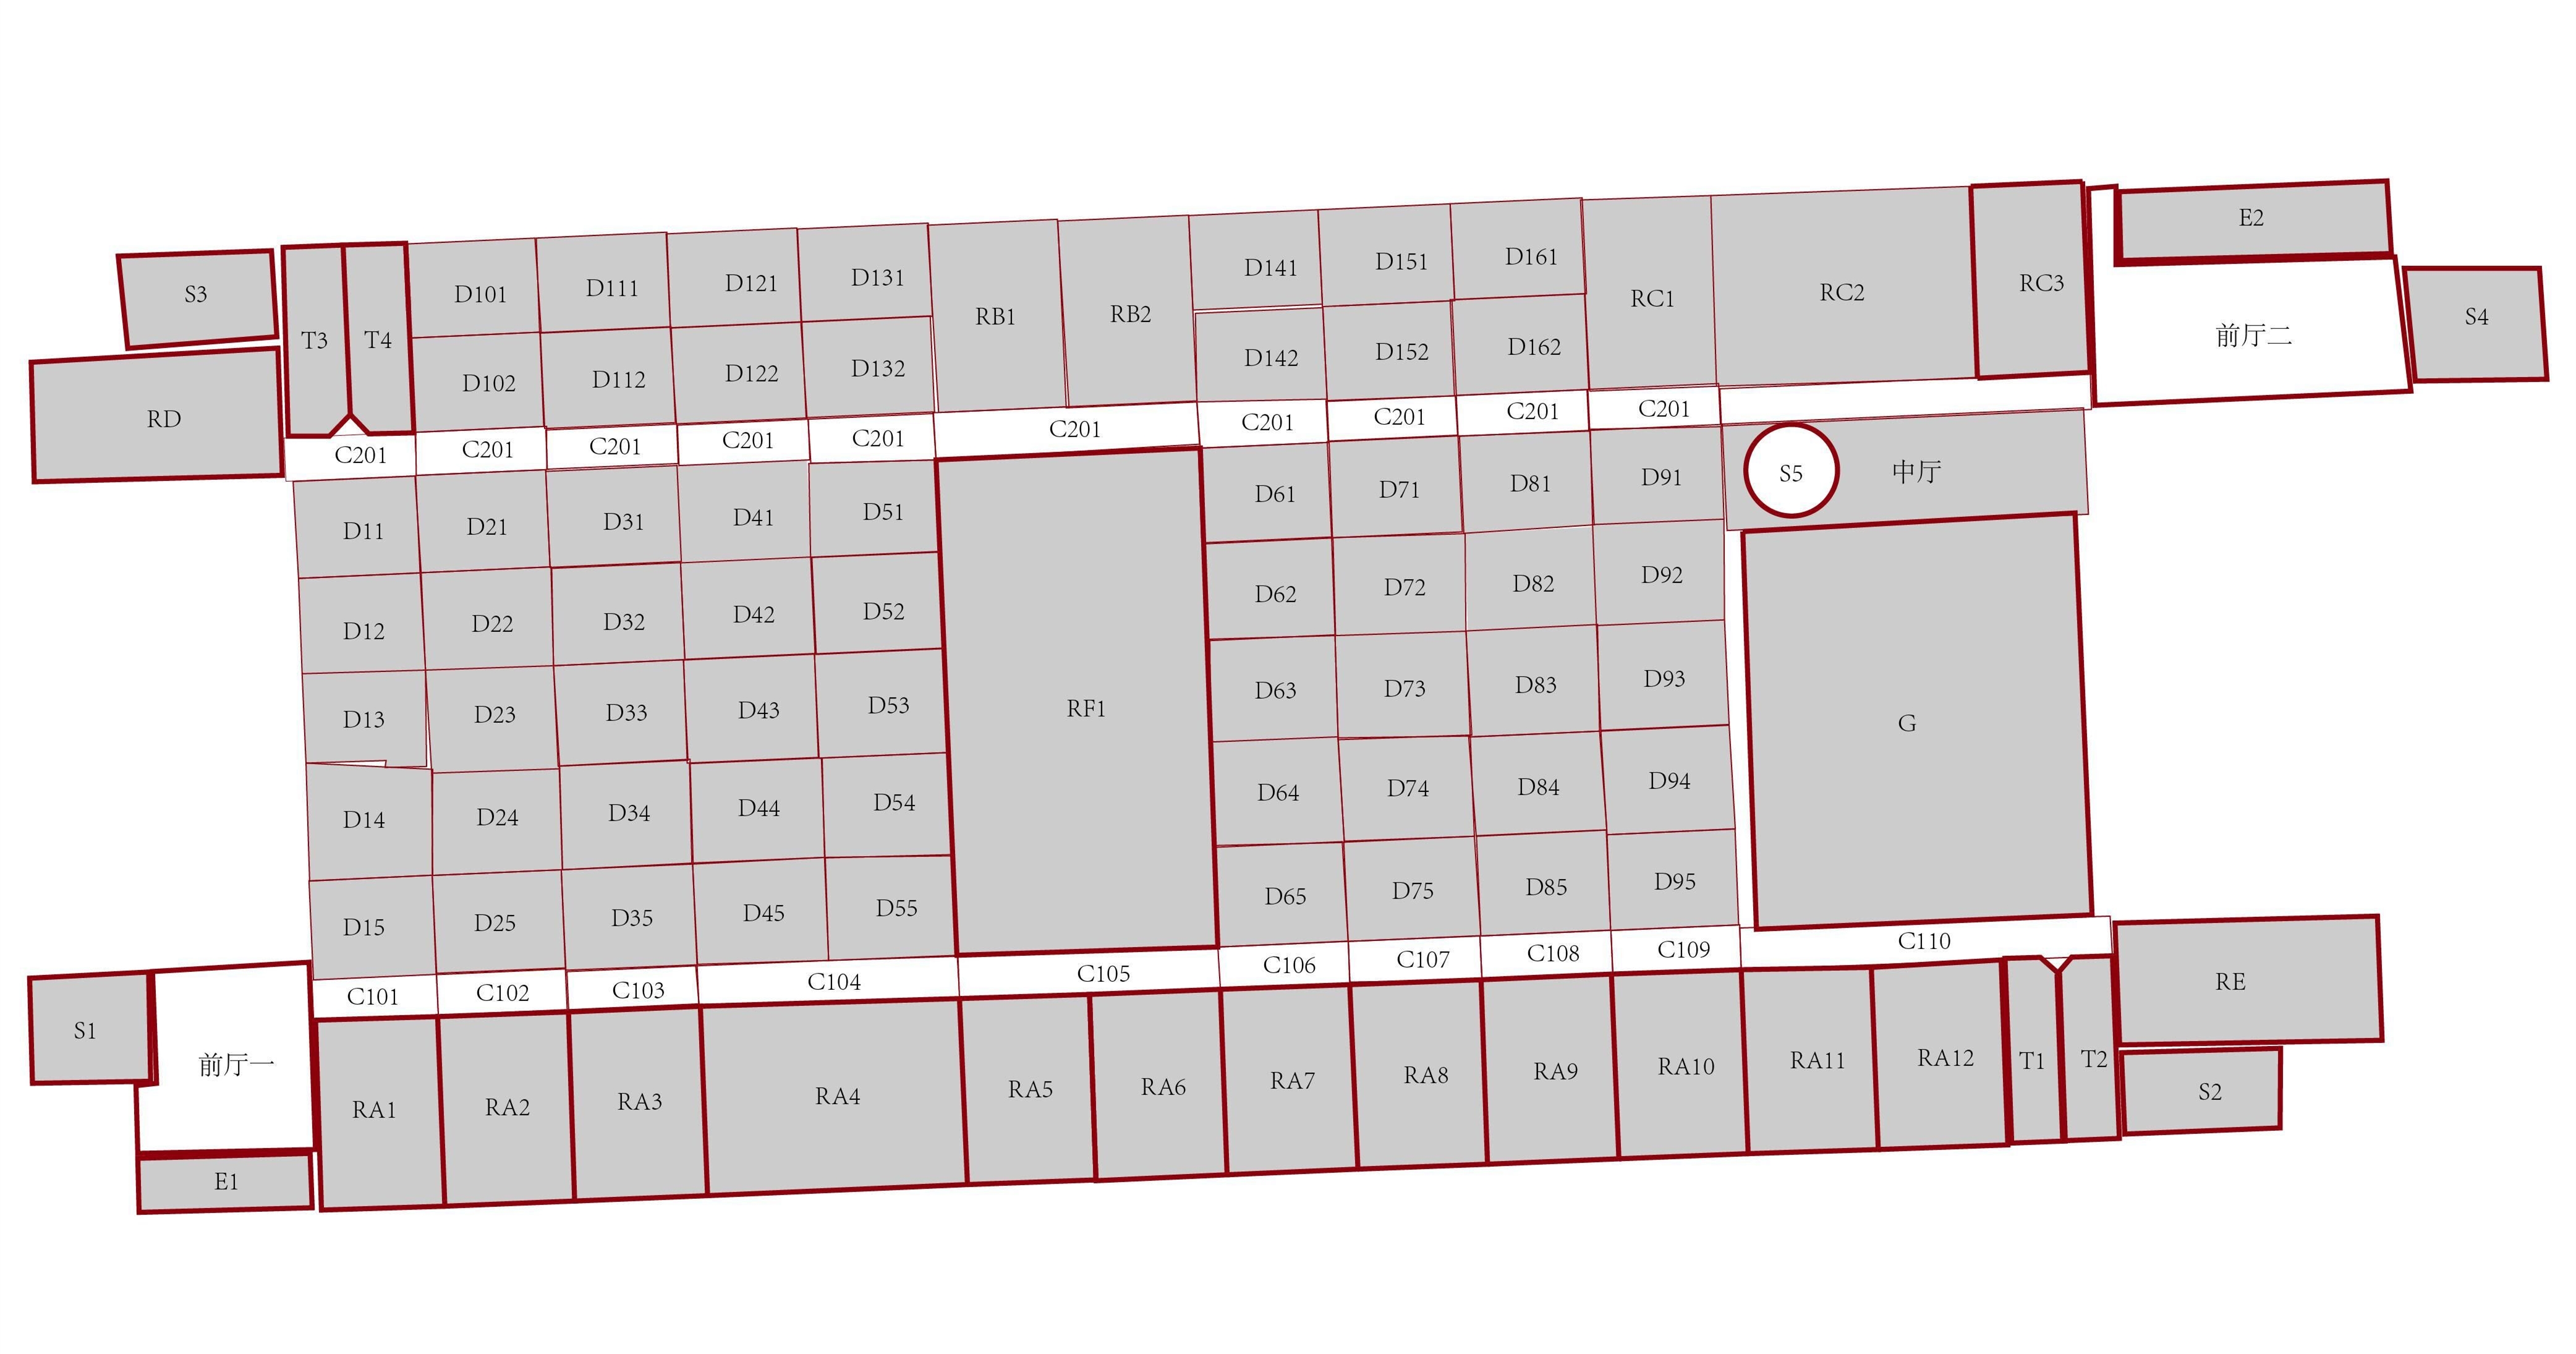 E2
S3
D101
D111
D121
D131
D141
D151
D161
RC1
RC2
RC3
S4
T3
T4
RB1
RB2
前厅二
D102
D112
D122
D132
D142
D152
D162
RD
C201
C201
C201
C201
C201
C201
C201
C201
C201
C201
D11
D21
D31
D41
D51
D61
D71
D81
D91
S5
中厅
D12
D22
D32
D42
D52
D62
D72
D82
D92
D13
D23
D33
D43
D53
RF1
D63
D73
D83
D93
G
D14
D24
D34
D44
D54
D64
D74
D84
D94
D15
D25
D35
D45
D55
D65
D75
D85
D95
C101
C102
C103
C104
C105
C106
C107
C108
C109
C110
RE
S1
前厅一
RA1
RA2
RA3
RA4
RA5
RA6
RA7
RA8
RA9
RA10
RA11
RA12
T1
T2
S2
E1